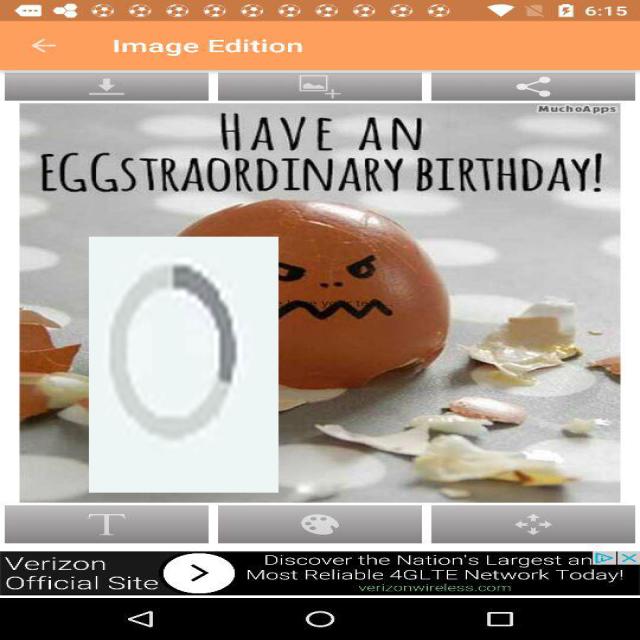 6:15
Image Edition
MuchoApps
HAVE AN
EGGSTRAORDINARY BIRTHDAY!
T
Verizon
Official Site
Discover the Nation's Largest an
Most Reliable 4GLTE Network Today!
verizonwireless.com